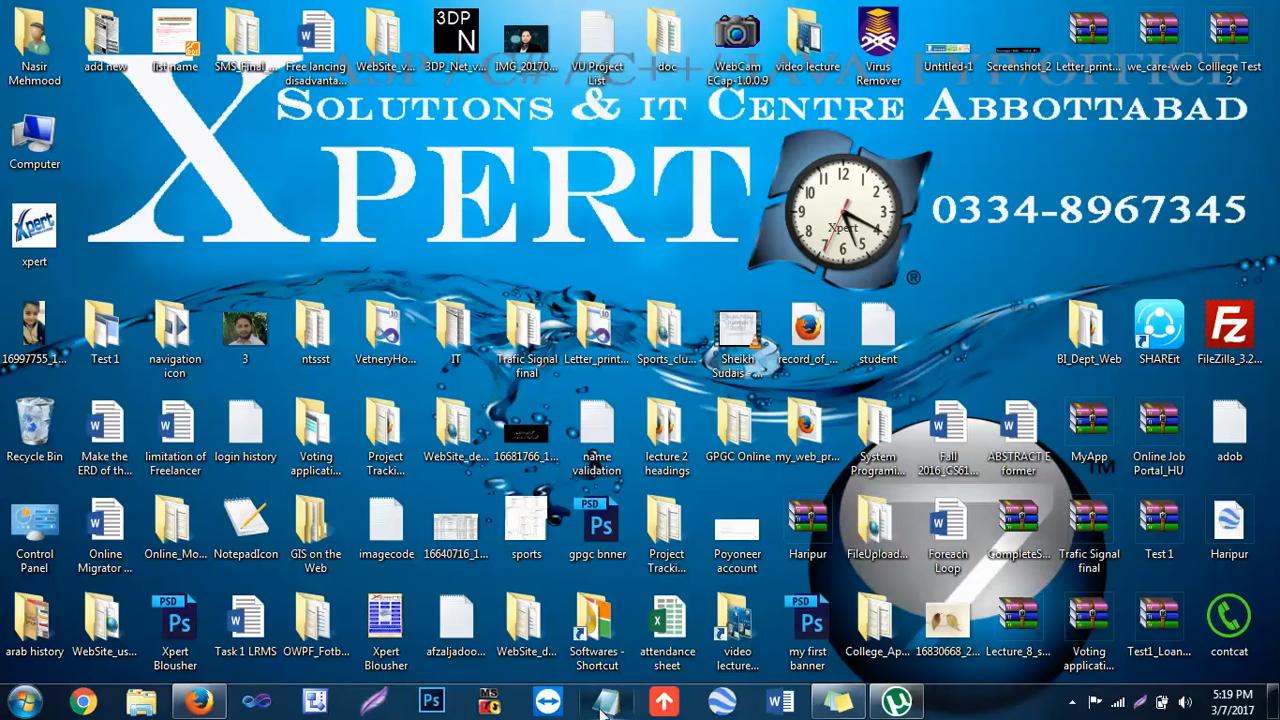 SOLUTIONS & IT CENTRE ABBOTTABAD
XPERT
0334-8967345
Xpert
®
TM
Nasir Mehmood
add new
list name
SMS_Final_...
Free lancing disadvanta...
WebSite_v...
3DP N
3DP_Net_v...
IMG_20170...
VU Project List
doc
WebCam ECap-1.0.0.9
video lecture
Virus Remover
Untitled-1
Screenshot_2
Letter_print...
we_care-web
Colllege Test 2
Computer
xpert
16997755_1...
Test 1
navigation icon
3
ntssst
VetneryHo...
IT
Trafic Signal final
Letter_print...
Sports_clu...
Sheikh Sudais -...
record_of_...
student
BI_Dept_Web
SHAREit
FileZilla_3.2...
Recycle Bin
Make the ERD of th...
limitation of Freelancer
login history
Voting applicati...
Project Tracki...
WebSite_de...
16681766_1...
name validation
lecture 2 headings
GPGC Online
my_web_pr...
System Programi...
Fall 2016_CS61...
ABSTRACT E former
MyApp
Online Job Portal_HU
adob
Control Panel
Online Migrator ...
Online_Mo...
NotepadIcon
GIS on the Web
imagecode
16640716_1...
sports
gpgc bnner
Project Tracki...
Poyoneer account
Haripur
FileUpload...
Foreach Loop
CompleteS...
Trafic Signal final
Test 1
Haripur
arab history
WebSite_us...
Xpert Blousher
Task 1 LRMS
OWPF_Fotb...
Xpert Blousher
afzaljadoo...
WebSite_d...
Softwares - Shortcut
attendance sheet
video lecture...
my first banner
College_Ap...
16830668_2...
Lecture_8_s...
Voting applicati...
Test1_Loan...
contcat
5:19 PM
3/7/2017